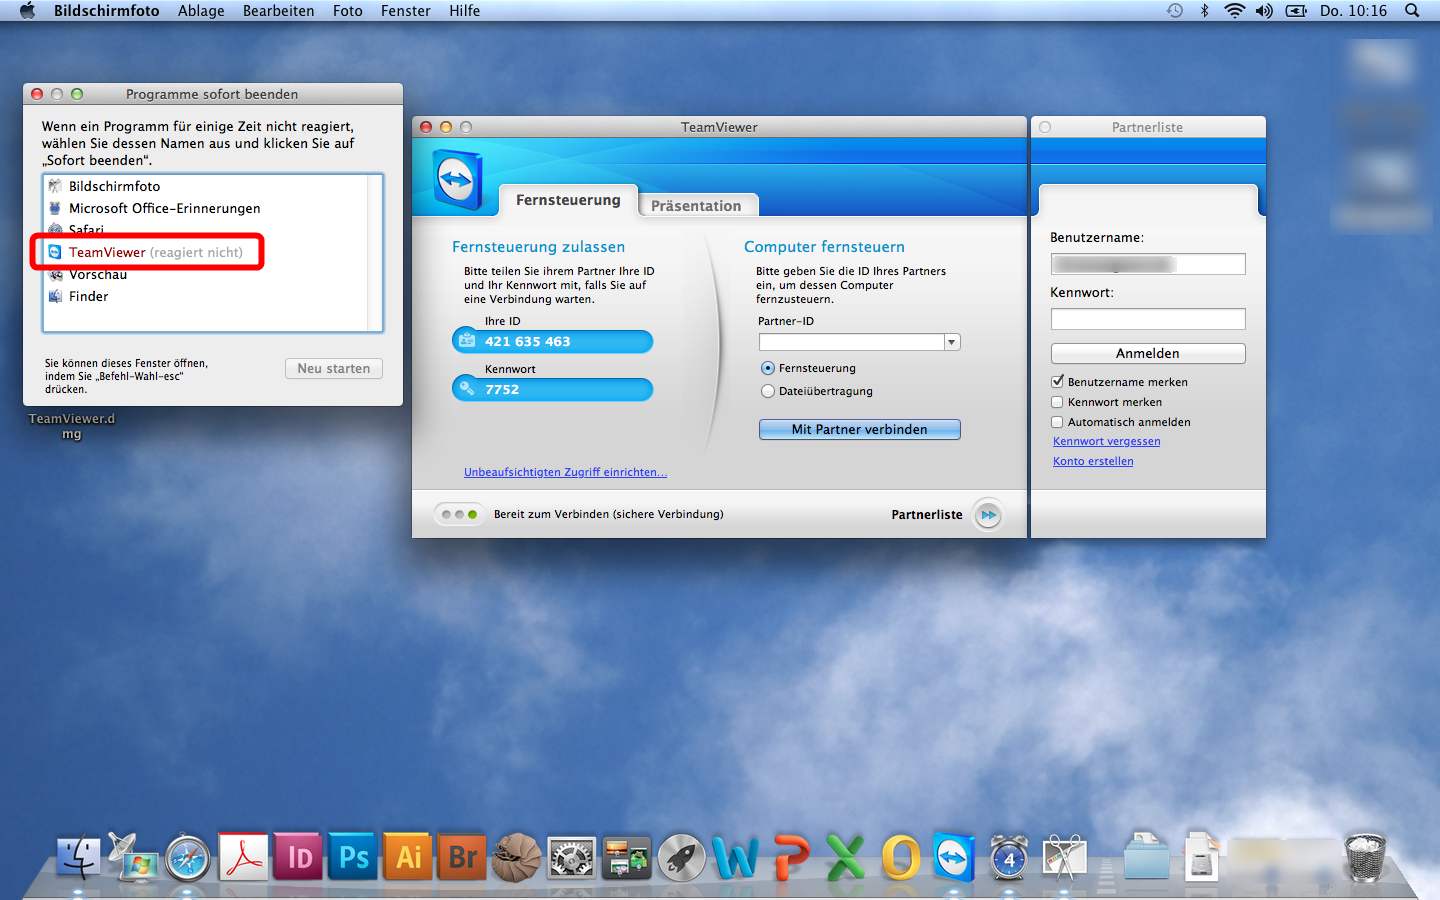 Bildschirmfoto Ablage Bearbeiten Foto Fenster Hilfe Do. 10:16
Programme sofort beenden
Wenn ein Programm für einige Zeit nicht reagiert,
wählen Sie dessen Namen aus und klicken Sie auf
„Sofort beenden“.
Bildschirmfoto
Microsoft Office-Erinnerungen
Safari
TeamViewer (reagiert nicht)
Vorschau
Finder
Sie können dieses Fenster öffnen,
indem Sie „Befehl-Wahl-esc“
drücken.
Neu starten
TeamViewer.d
mg
TeamViewer
Fernsteuerung
Präsentation
Fernsteuerung zulassen
Bitte teilen Sie ihrem Partner Ihre ID
und Ihr Kennwort mit, falls Sie auf
eine Verbindung warten.
Ihre ID
421 635 463
Kennwort
7752
Unbeaufsichtigten Zugriff einrichten...
Computer fernsteuern
Bitte geben Sie die ID Ihres Partners
ein, um dessen Computer
fernzusteuern.
Partner-ID
Fernsteuerung
Dateiübertragung
Mit Partner verbinden
Bereit zum Verbinden (sichere Verbindung)
Partnerliste
Partnerliste
Benutzername:
Kennwort:
Anmelden
Benutzername merken
Kennwort merken
Automatisch anmelden
Kennwort vergessen
Konto erstellen
ID Ps Ai Br 4